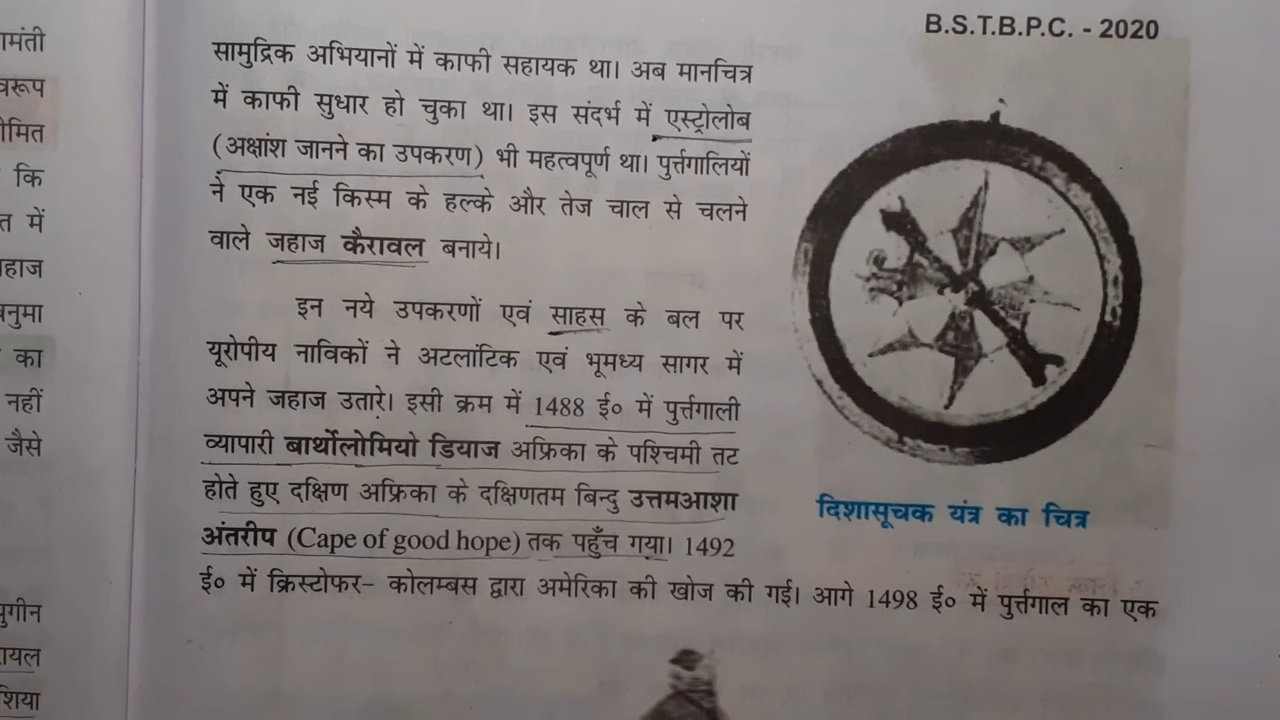 B.S.T.B.P.C. - 2020
सामुद्रिक अभियानों में काफी सहायक था। अब मानचित्र
में काफी सुधार हो चुका था। इस संदर्भ में एस्ट्रोलोब
(अक्षांश जानने का उपकरण) भी महत्वपूर्ण था। पुर्त्तगालियों
ने एक नई किस्म के हल्के और तेज चाल से चलने
वाले जहाज कैरावल बनाये।
इन नये उपकरणों एवं साहस के बल पर
यूरोपीय नाविकों ने अटलांटिक एवं भूमध्य सागर में
अपने जहाज उतारे। इसी क्रम में 1488 ई० में पुर्त्तगाली
व्यापारी बार्थोलोमियो डियाज अफ्रिका के पश्चिमी तट
होते हुए दक्षिण अफ्रिका के दक्षिणतम बिन्दु उत्तमआशा
अंतरीप (Cape of good hope) तक पहुँच गया। 1492
ई० में क्रिस्टोफर- कोलम्बस द्वारा अमेरिका की खोज की गई। आगे 1498 ई० में पुर्त्तगाल का एक
दिशासूचक यंत्र का चित्र
कि
का
नहीं
जैसे